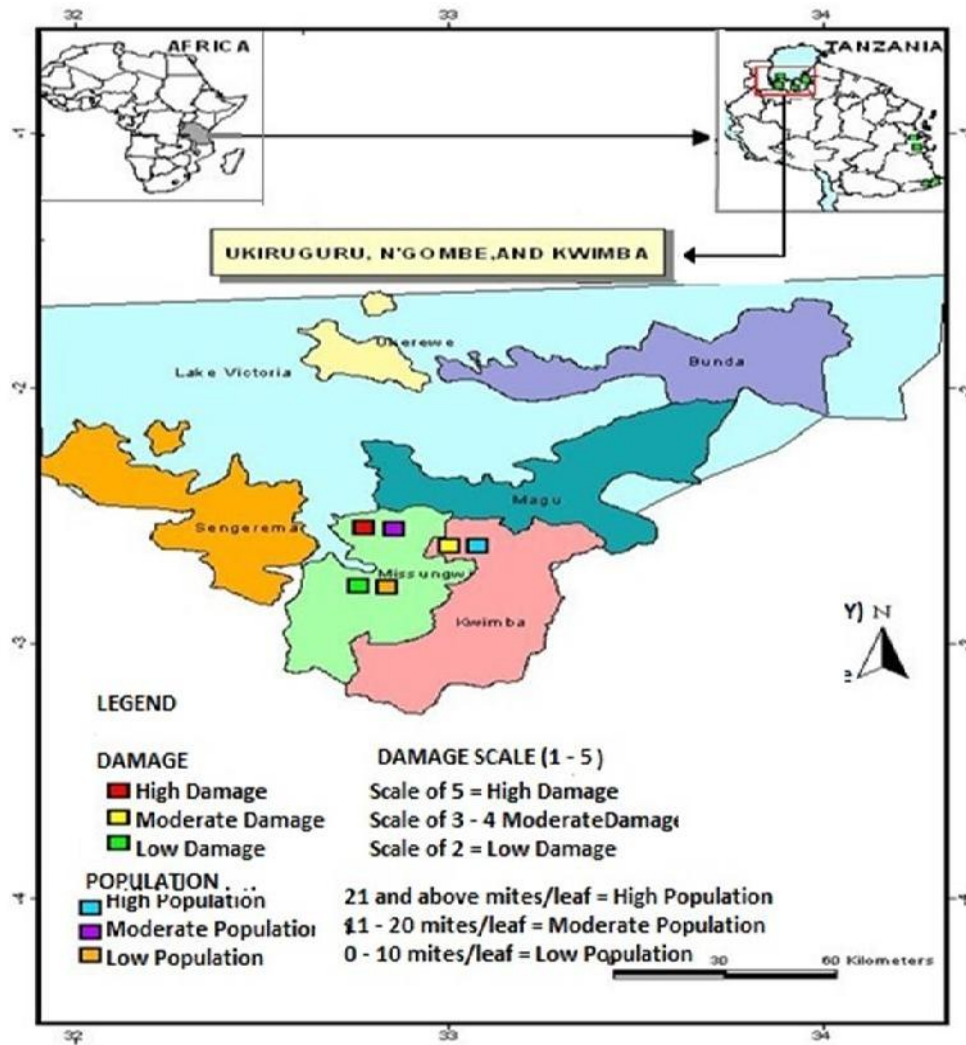 32 33 34
AFRICA
TANZANIA
-1
UKIRUGURU, N'GOMBE,AND KWIMBA
Ukerewe
Bunda
Lake Victoria
-2
Magu
Sengerema
Missungwi
Kwimba
Y) N
-3
LEGEND
DAMAGE
High Damage
Moderate Damage
Low Damage
DAMAGE SCALE (1 - 5)
Scale of 5 = High Damage
Scale of 3 - 4 ModerateDamage
Scale of 2 = Low Damage
POPULATION
High Population
Moderate Population
Low Population
21 and above mites/leaf = High Population
11 - 20 mites/leaf = Moderate Population
0 - 10 mites/leaf = Low Population
-4
30 60 Kilometers
32 33 34